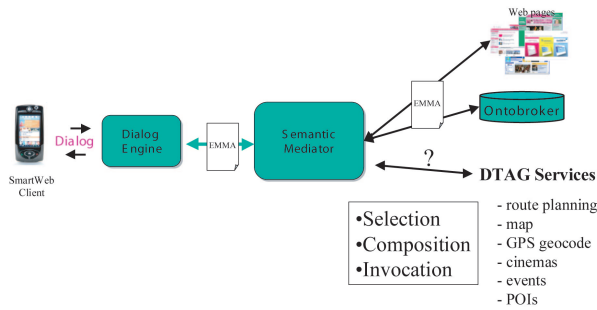 Web pages
EMMA
Ontobroker
Dialog
Dialog
Engine
EMMA
Semantic
Mediator
SmartWeb
Client
?
DTAG Services
•Selection
•Composition
•Invocation
- route planning
- map
- GPS geocode
- cinemas
- events
- POIs